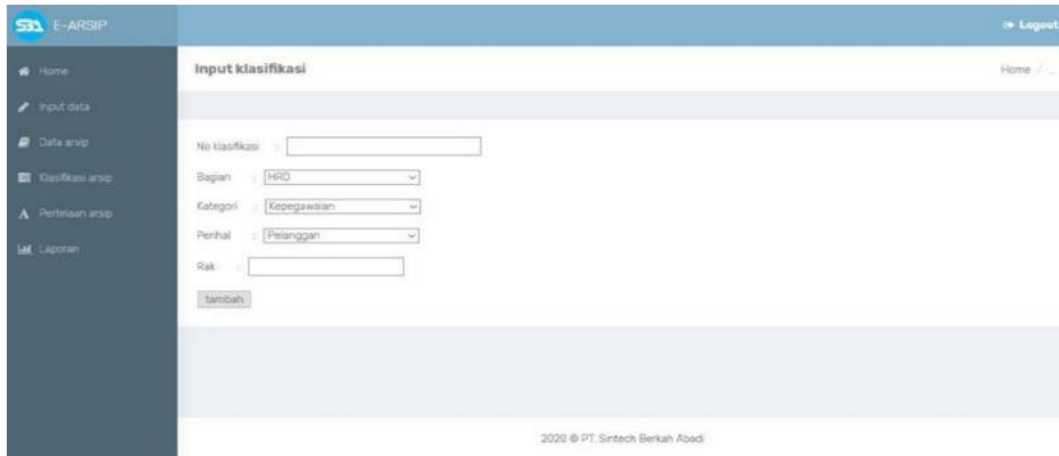 SBA E-ARSIP
Logout
Home
Input data
Data arsip
Klasifikasi arsip
Pertelaan arsip
Laporan
Input klasifikasi
Home / ...
No klasifikasi :
Bagian : HRD
Kategori : Kepegawaian
Perihal : Pelanggan
Rak :
tambah
2020 © PT. Sintech Berkah Abadi